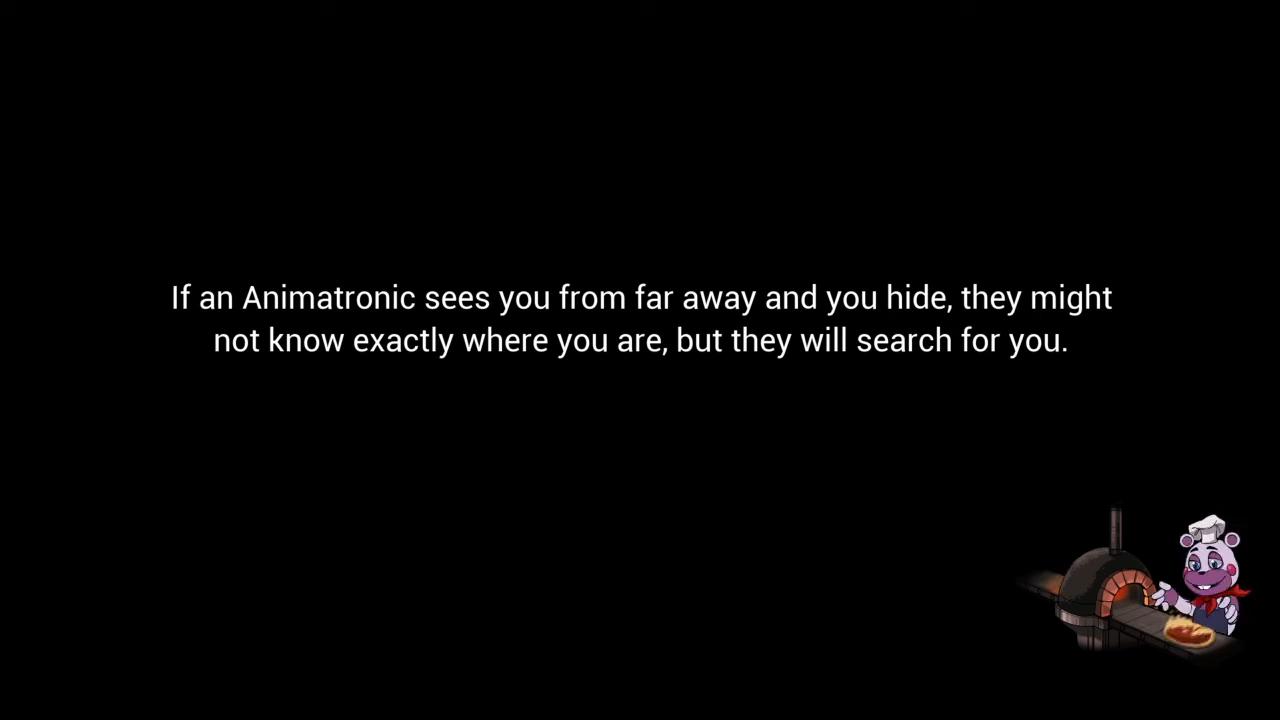 If an Animatronic sees you from far away and you hide, they might
not know exactly where you are, but they will search for you.